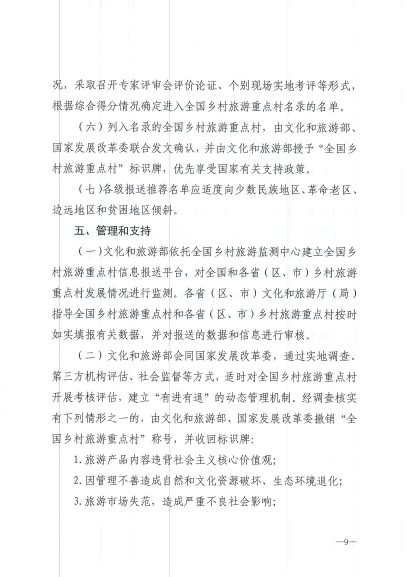 况，采取召开专家评审会评价论证、个别现场实地考评等形式，
根据综合得分情况确定进入全国乡村旅游重点村名录的名单。
（六）列入名录的全国乡村旅游重点村，由文化和旅游部、
国家发展改革委联合发文确认，并由文化和旅游部授予“全国乡
村旅游重点村”标识牌，优先享受国家有关支持政策。
（七）各级报送推荐名单应适度向少数民族地区、革命老区、
边远地区和贫困地区倾斜。
五、管理和支持
（一）文化和旅游部依托全国乡村旅游监测中心建立全国乡
村旅游重点村信息报送平台，对全国和各省（区、市）乡村旅游
重点村发展情况进行监测。各省（区、市）文化和旅游厅（局）
指导全国乡村旅游重点村和各省（区、市）乡村旅游重点村按时
如实填报有关数据，并对报送的数据和信息进行审核。
（二）文化和旅游部会同国家发展改革委，通过实地调查、
第三方机构评估、社会监督等方式，适时对全国乡村旅游重点村
开展考核评估，建立“有进有退”的动态管理机制。经调查核实
有下列情形之一的，由文化和旅游部、国家发展改革委撤销“全
国乡村旅游重点村”称号，并收回标识牌：
1.旅游产品内容违背社会主义核心价值观；
2.因管理不善造成自然和文化资源破坏、生态环境退化；
3.旅游市场失范，造成严重不良社会影响；
—9—